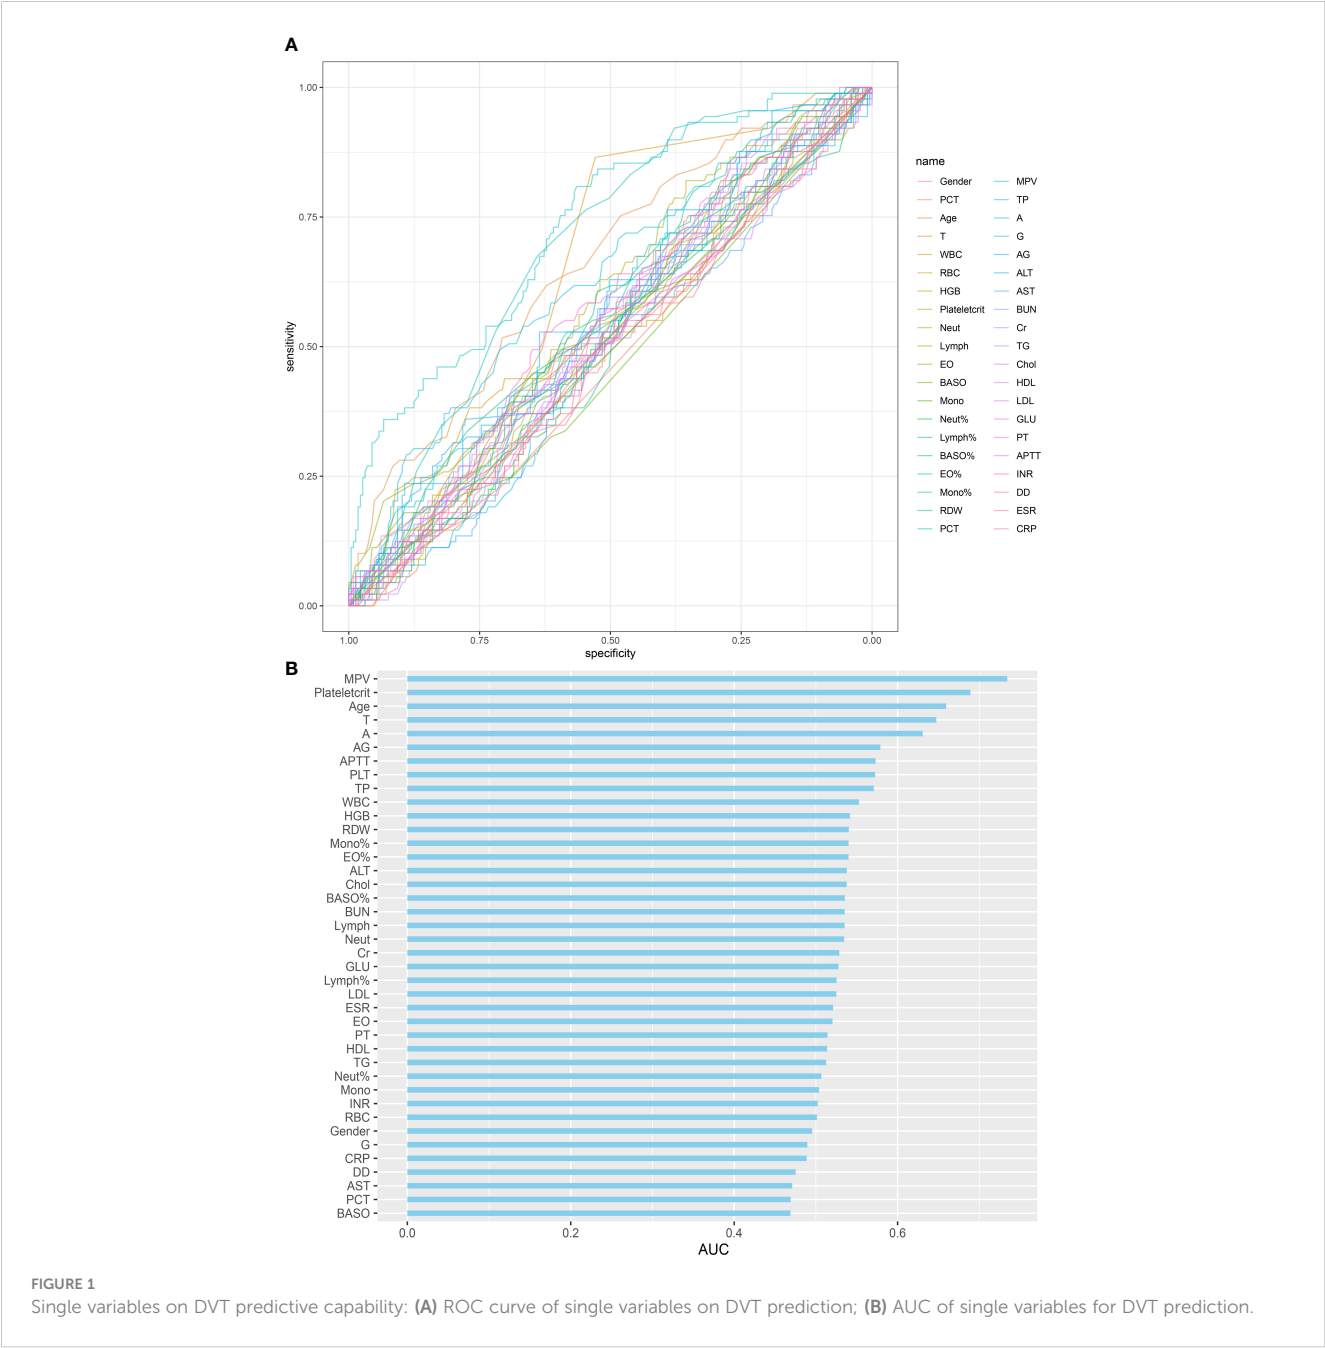 A
1.00
0.75
0.50
0.25
0.00
sensitivity
1.00 0.75 0.50 0.25 0.00
specificity
name
Gender MPV
PCT TP
Age A
T G
WBC AG
RBC ALT
HGB AST
Plateletcrit BUN
Neut Cr
Lymph TG
EO Chol
BASO HDL
Mono LDL
Neut% GLU
Lymph% PT
BASO% APTT
EO% INR
Mono% DD
RDW ESR
PCT CRP
B
MPV
Plateletcrit
Age
T
A
AG
APTT
PLT
TP
WBC
HGB
RDW
Mono%
EO%
ALT
Chol
BASO%
BUN
Lymph
Neut
Cr
GLU
Lymph%
LDL
ESR
EO
PT
HDL
TG
Neut%
Mono
INR
RBC
Gender
G
CRP
DD
AST
PCT
BASO
0.0 0.2 0.4 0.6
AUC
FIGURE 1
Single variables on DVT predictive capability: (A) ROC curve of single variables on DVT prediction; (B) AUC of single variables for DVT prediction.